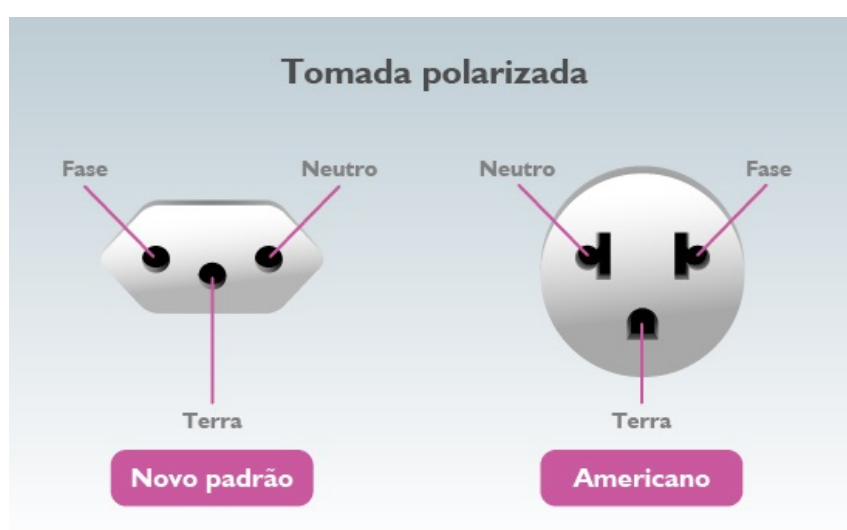 Tomada polarizada
Fase
Neutro
Neutro
Fase
Terra
Terra
Novo padrão
Americano